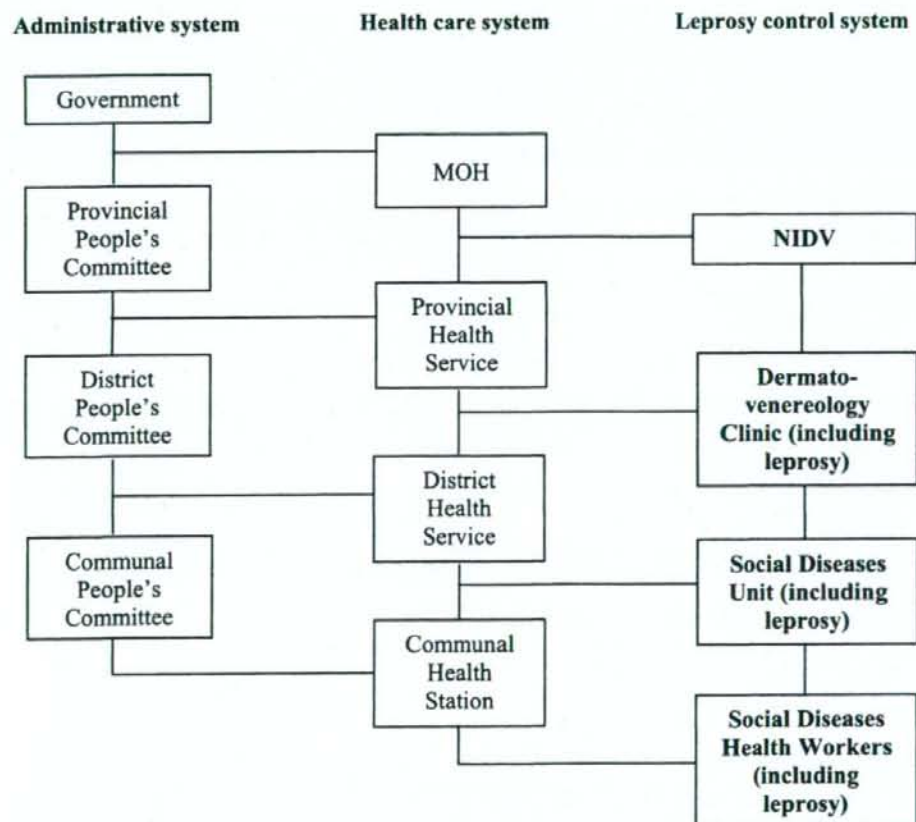 Administrative system
Health care system
Leprosy control system
Government
MOH
Provincial
People's
Committee
NIDV
Provincial
Health
Service
District
People's
Committee
Dermato-
venereology
Clinic (including
leprosy)
District
Health
Service
Communal
People's
Committee
Social Diseases
Unit (including
leprosy)
Communal
Health
Station
Social Diseases
Health Workers
(including
leprosy)